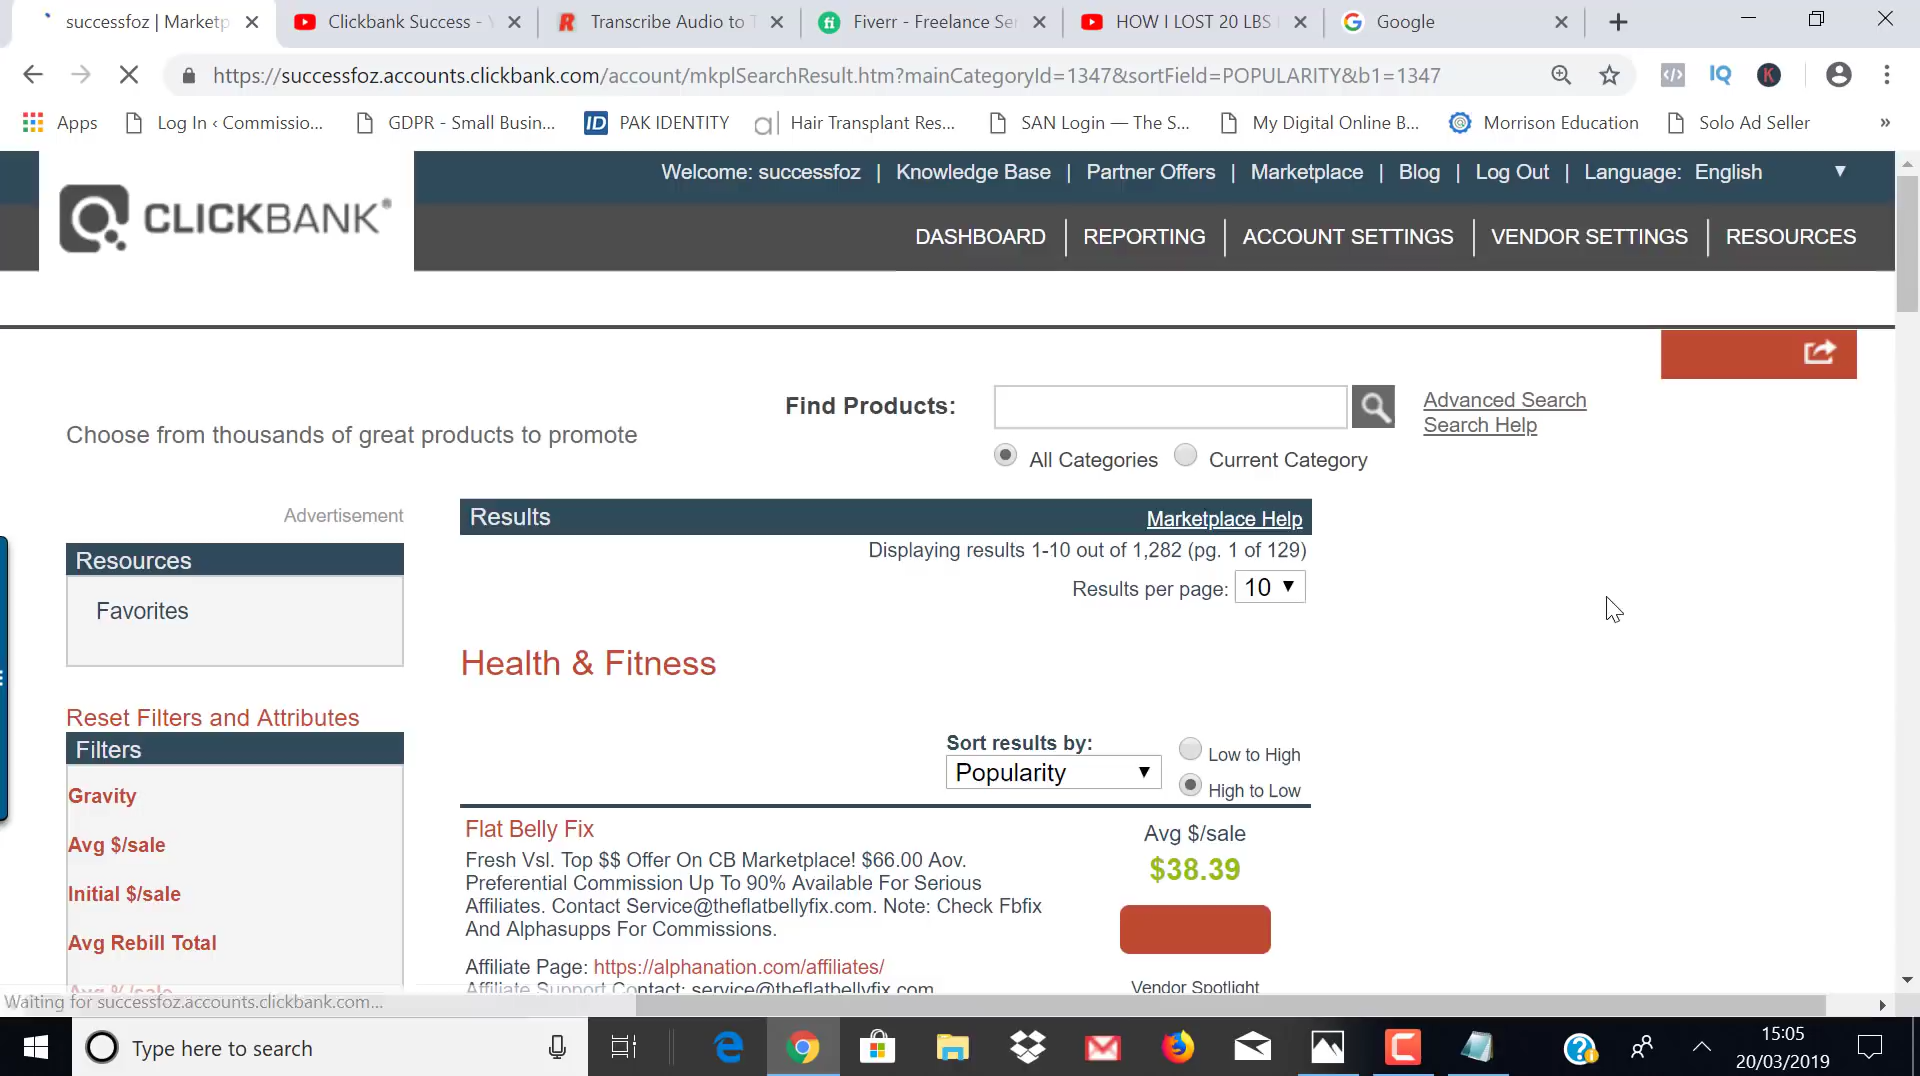 successfoz | Marketp
Clickbank Success -
Transcribe Audio to
Fiverr - Freelance Ser
HOW I LOST 20 LBS
Google
https://successfoz.accounts.clickbank.com/account/mkplSearchResult.htm?mainCategoryId=1347&sortField=POPULARITY&b1=1347
Apps
Log In ‹ Commissio...
GDPR - Small Busin...
PAK IDENTITY
Hair Transplant Res...
SAN Login — The S...
My Digital Online B...
Morrison Education
Solo Ad Seller
»
Welcome: successfoz | Knowledge Base | Partner Offers | Marketplace | Blog | Log Out | Language: English
CLICKBANK®
DASHBOARD
REPORTING
ACCOUNT SETTINGS
VENDOR SETTINGS
RESOURCES
Find Products:
Advanced Search
Search Help
Choose from thousands of great products to promote
All Categories
Current Category
Advertisement
Results
Marketplace Help
Displaying results 1-10 out of 1,282 (pg. 1 of 129)
Resources
Results per page: 10
Favorites
Health & Fitness
Reset Filters and Attributes
Filters
Sort results by:
Popularity
Low to High
High to Low
Gravity
Avg $/sale
Initial $/sale
Avg Rebill Total
Avg %/sale
Flat Belly Fix
Fresh Vsl. Top $$ Offer On CB Marketplace! $66.00 Aov.
Preferential Commission Up To 90% Available For Serious
Affiliates. Contact Service@theflatbellyfix.com. Note: Check Fbfix
And Alphasupps For Commissions.
Affiliate Page: https://alphanation.com/affiliates/
Affiliate Support Contact: service@theflatbellyfix.com
Avg $/sale
$38.39
Vendor Spotlight
Waiting for successfoz.accounts.clickbank.com...
Type here to search
15:05
20/03/2019